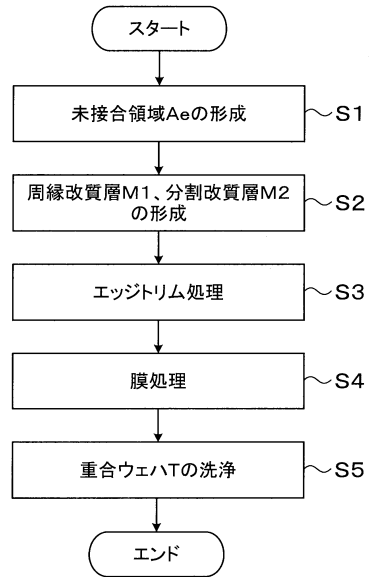 スタート
未接合領域Aeの形成
S1
周縁改質層M1、分割改質層M2
の形成
S2
エッジトリム処理
S3
膜処理
S4
重合ウェハTの洗浄
S5
エンド